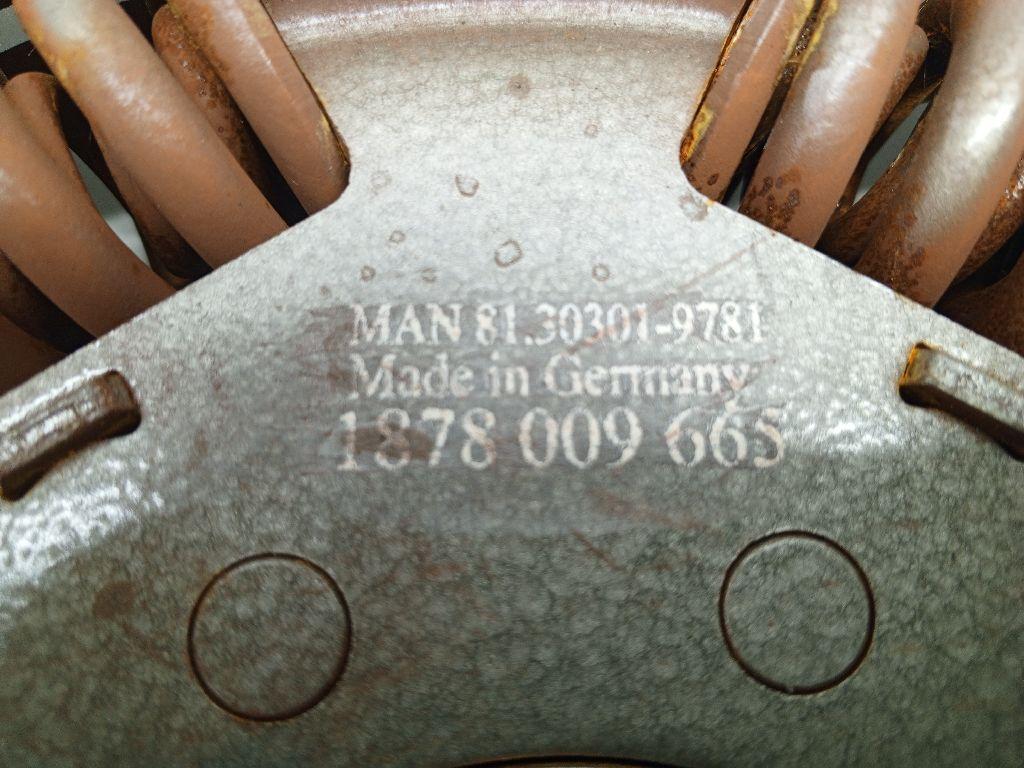 MAN 81.30301-9781
Made in Germany
1878 009 665